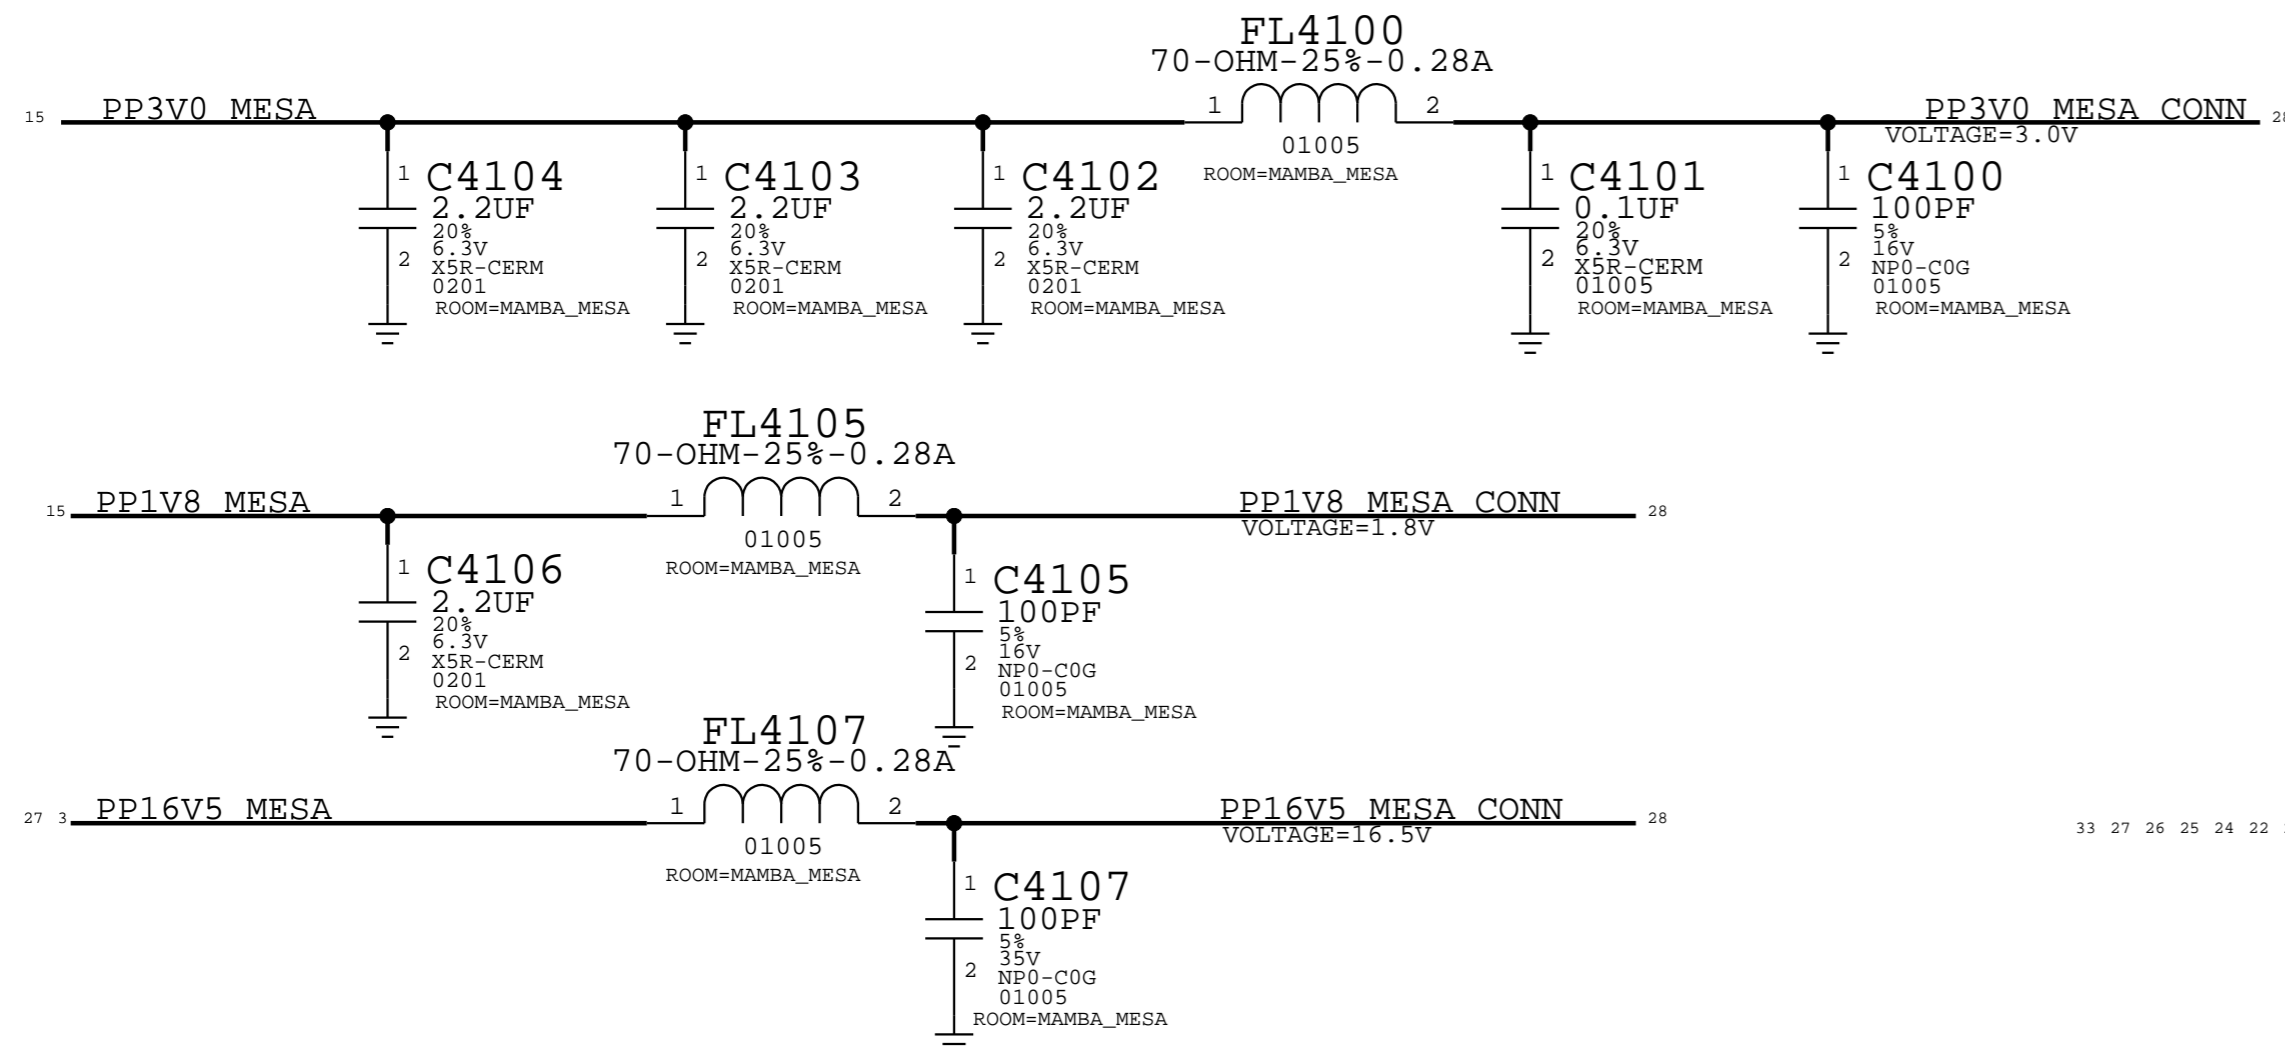 FL4100
70-OHM-25%-0.28A
15 PP3V0_MESA 1 2 PP3V0_MESA_CONN 28
VOLTAGE=3.0V
01005
ROOM=MAMBA_MESA
1 C4104
2.2UF
20%
6.3V
2 X5R-CERM
0201
ROOM=MAMBA_MESA
1 C4103
2.2UF
20%
6.3V
2 X5R-CERM
0201
ROOM=MAMBA_MESA
1 C4102
2.2UF
20%
6.3V
2 X5R-CERM
0201
ROOM=MAMBA_MESA
1 C4101
0.1UF
20%
6.3V
2 X5R-CERM
01005
ROOM=MAMBA_MESA
1 C4100
100PF
5%
16V
2 NP0-C0G
01005
ROOM=MAMBA_MESA
FL4105
70-OHM-25%-0.28A
15 PP1V8_MESA 1 2 PP1V8_MESA_CONN 28
VOLTAGE=1.8V
01005
ROOM=MAMBA_MESA
1 C4106
2.2UF
20%
6.3V
2 X5R-CERM
0201
ROOM=MAMBA_MESA
1 C4105
100PF
5%
16V
2 NP0-C0G
01005
ROOM=MAMBA_MESA
FL4107
70-OHM-25%-0.28A
27 3 PP16V5_MESA 1 2 PP16V5_MESA_CONN 28
VOLTAGE=16.5V
33 27 26 25 24 22
01005
ROOM=MAMBA_MESA
1 C4107
100PF
5%
35V
2 NP0-C0G
01005
ROOM=MAMBA_MESA